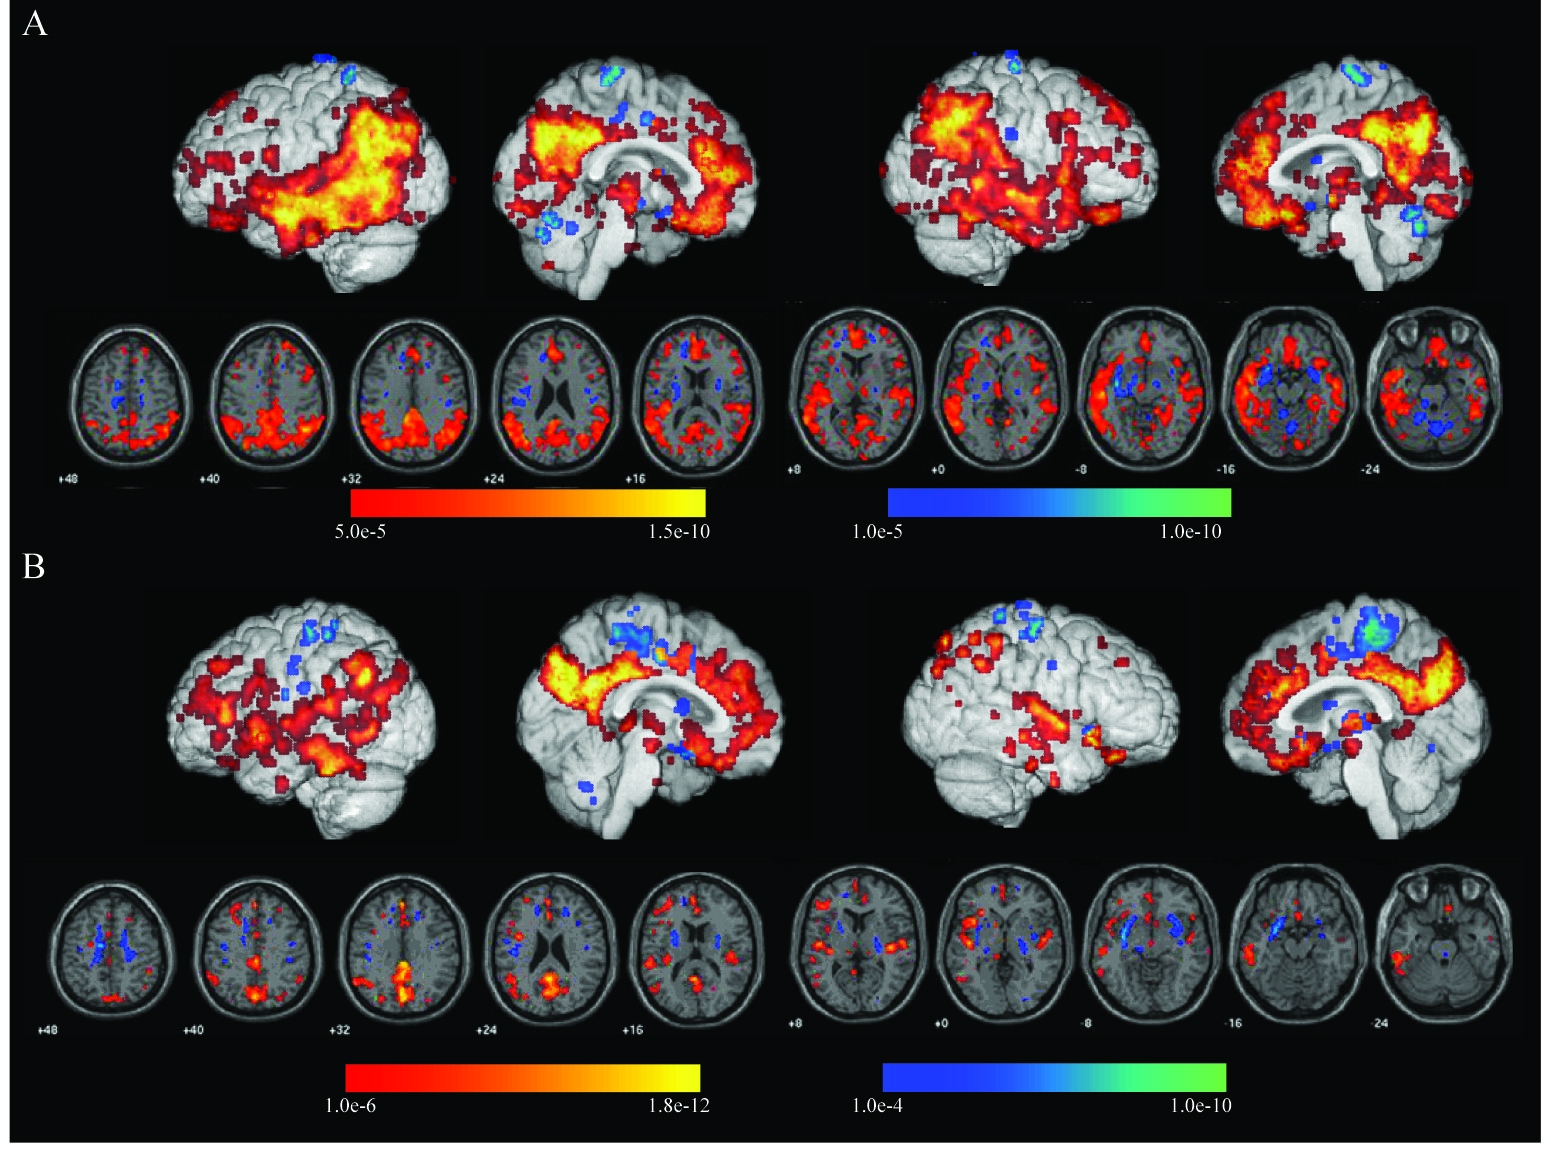 A
+48 +40 +32 +24 +16 +8 +0 -8 -16 -24
5.0e-5 1.5e-10 1.0e-5 1.0e-10
B
+48 +40 +32 +24 +16 +8 +0 -8 -16 -24
1.0e-6 1.8e-12 1.0e-4 1.0e-10